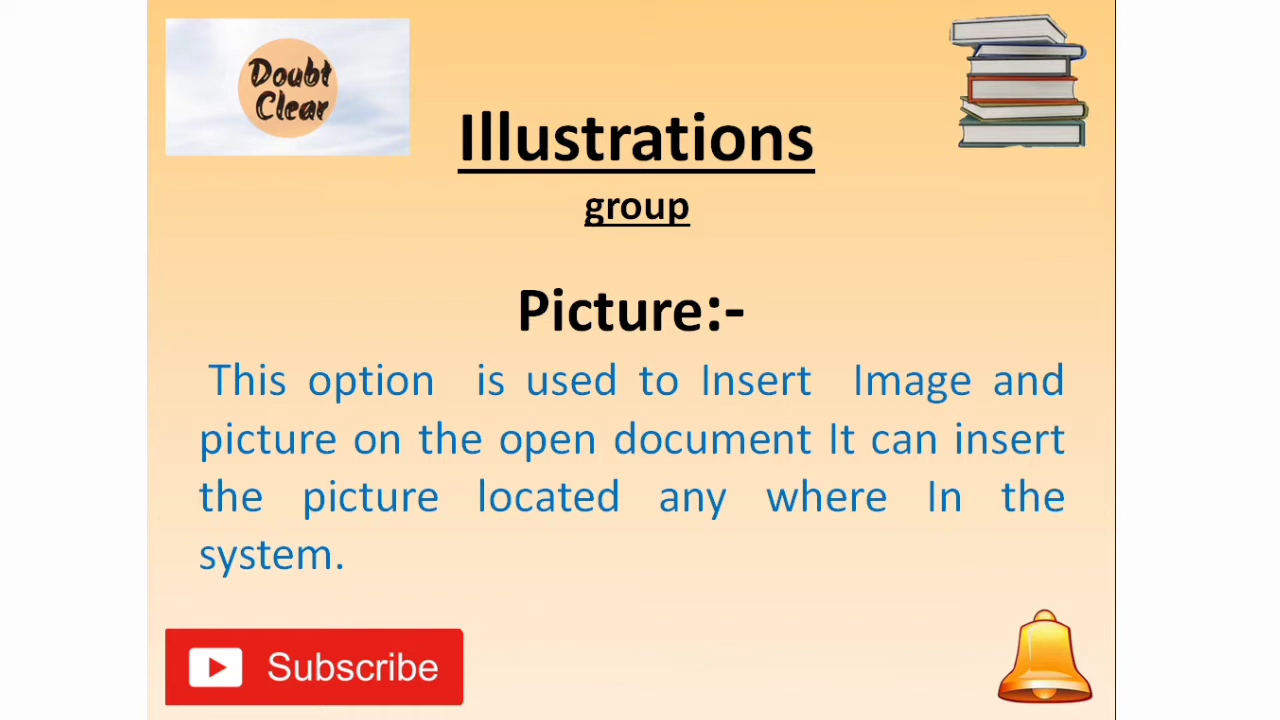 Doubt
Clear
Illustrations
group
Picture:-
This option is used to Insert Image and
picture on the open document It can insert
the picture located any where In the
system.
Subscribe